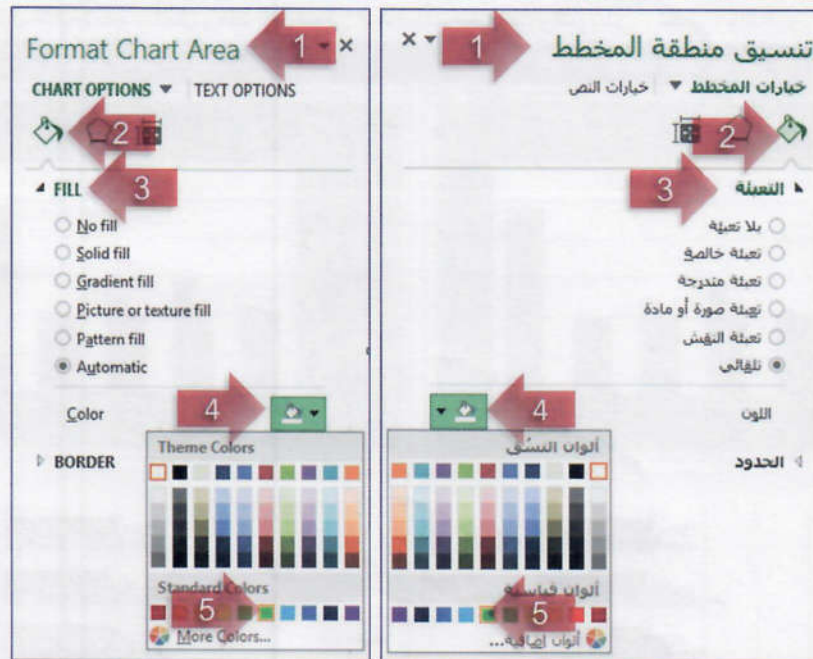 Format Chart Area 1
CHART OPTIONS TEXT OPTIONS
2
FILL 3
No fill
Solid fill
Gradient fill
Picture or texture fill
Pattern fill
Automatic
Color 4
Theme Colors
BORDER
Standard Colors
5
More Colors...
تنسيق منطقة المخطط 1
خيارات المخطط خيارات النص
2
التعبئة 3
بلا تعبئة
تعبئة خالصة
تعبئة متدرجة
تعبئة صورة أو مادة
تعبئة النقش
تلقائي
اللون 4
ألوان النسُق
الحدود
ألوان قياسية
5
ألوان إضافية...